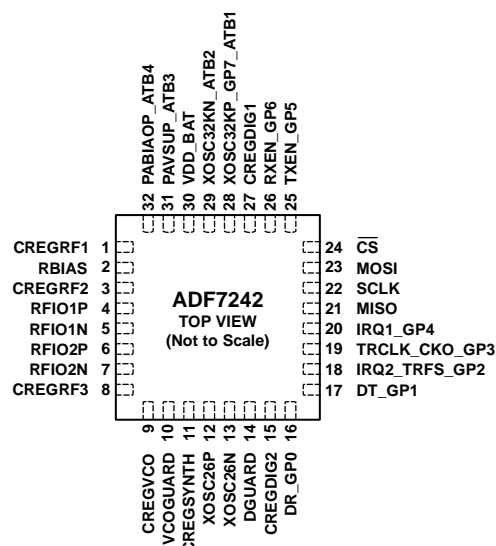 32 PABIAOP_ATB4
31 PAVSUP_ATB3
30 VDD_BAT
29 XOSC32KN_ATB2
28 XOSC32KP_GP7_ATB1
27 CREGDIG1
26 RXEN_GP6
25 TXEN_GP5
CREGRF1 1
RBIAS 2
CREGRF2 3
RFIO1P 4
RFIO1N 5
RFIO2P 6
RFIO2N 7
CREGRF3 8
ADF7242
TOP VIEW
(Not to Scale)
24 CS
23 MOSI
22 SCLK
21 MISO
20 IRQ1_GP4
19 TRCLK_CKO_GP3
18 IRQ2_TRFS_GP2
17 DT_GP1
CREGVCO 9
VCOGUARD 10
CREGSYNTH 11
XOSC26P 12
XOSC26N 13
DGUARD 14
CREGDIG2 15
DR_GP0 16